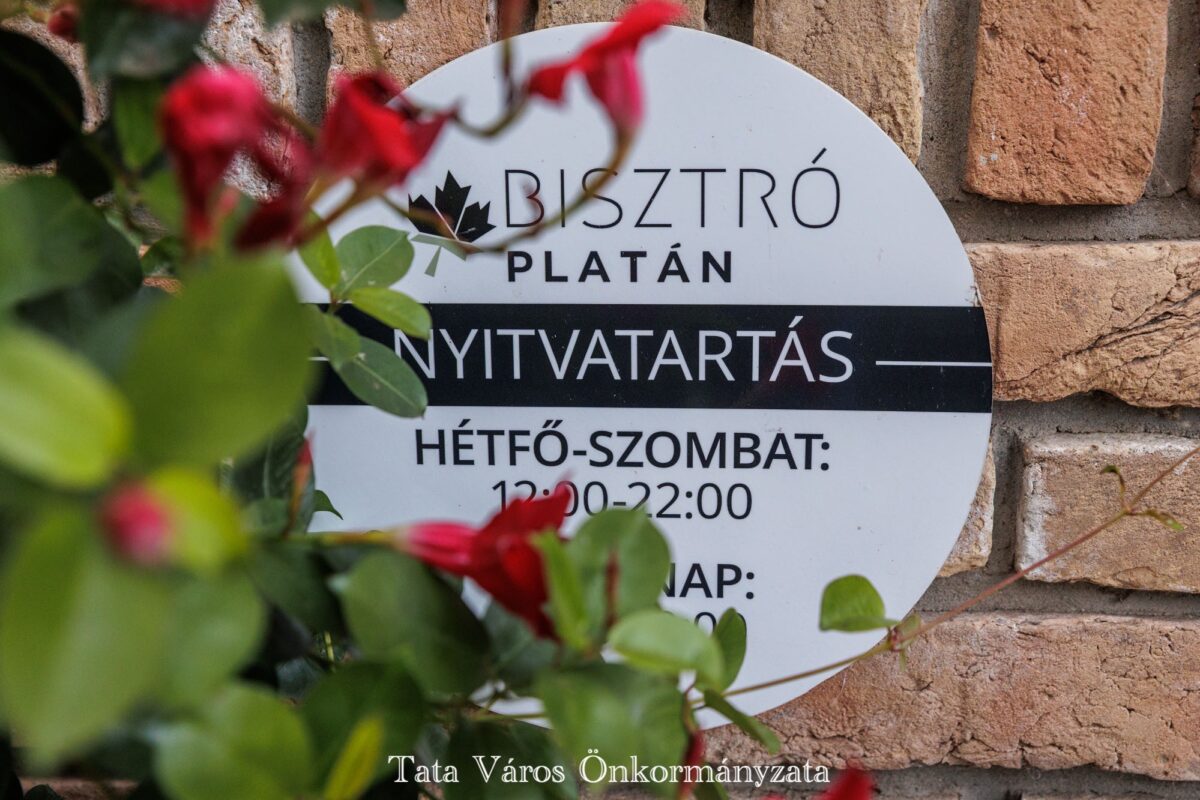 BISZTRÓ
PLATÁN
NYITVATARTÁS
HÉTFŐ-SZOMBAT:
12:00-22:00
NAP:
Tata Város Önkormányzata